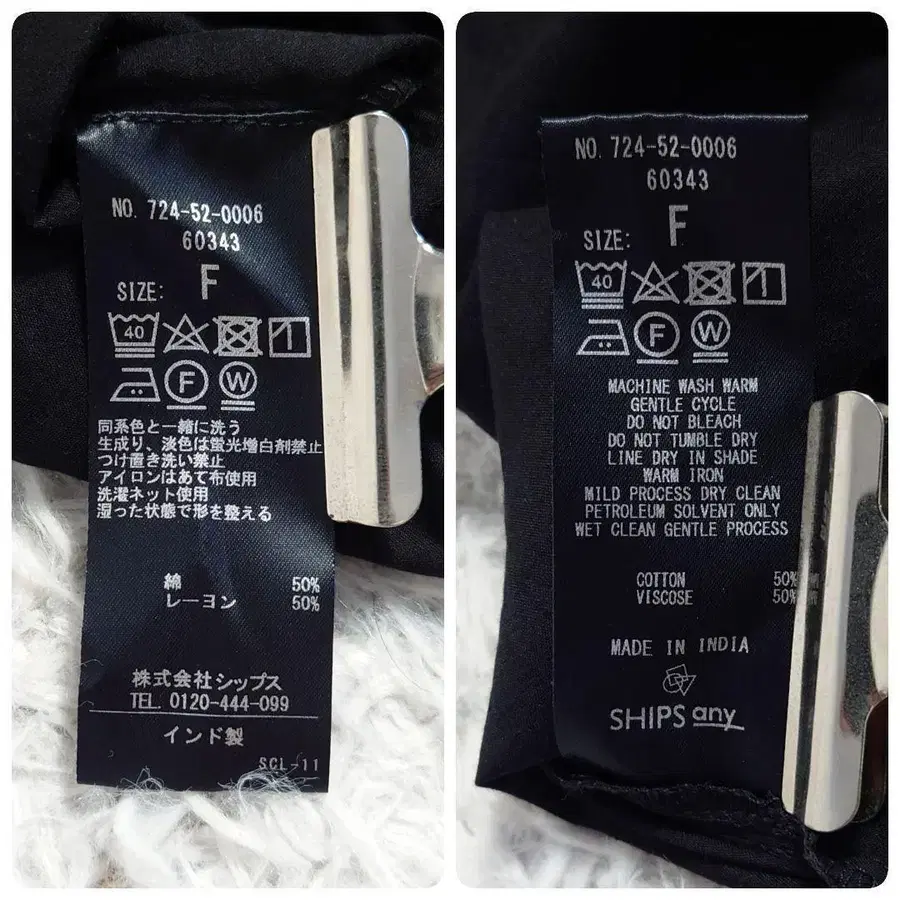 NO. 724-52-0006
60343
SIZE: F
40
F W
同系色と一緒に洗う
生成り、淡色は蛍光増白剤禁止
つけ置き洗い禁止
アイロンはあて布使用
洗濯ネット使用
湿った状態で形を整える
綿 50%
レーヨン 50%
株式会社シップス
TEL. 0120-444-099
インド製
SCL-11
NO. 724-52-0006
60343
SIZE: F
40
F W
MACHINE WASH WARM
GENTLE CYCLE
DO NOT BLEACH
DO NOT TUMBLE DRY
LINE DRY IN SHADE
WARM IRON
MILD PROCESS DRY CLEAN
PETROLEUM SOLVENT ONLY
WET CLEAN GENTLE PROCESS
COTTON 50%
VISCOSE 50%
MADE IN INDIA
SHIPS any